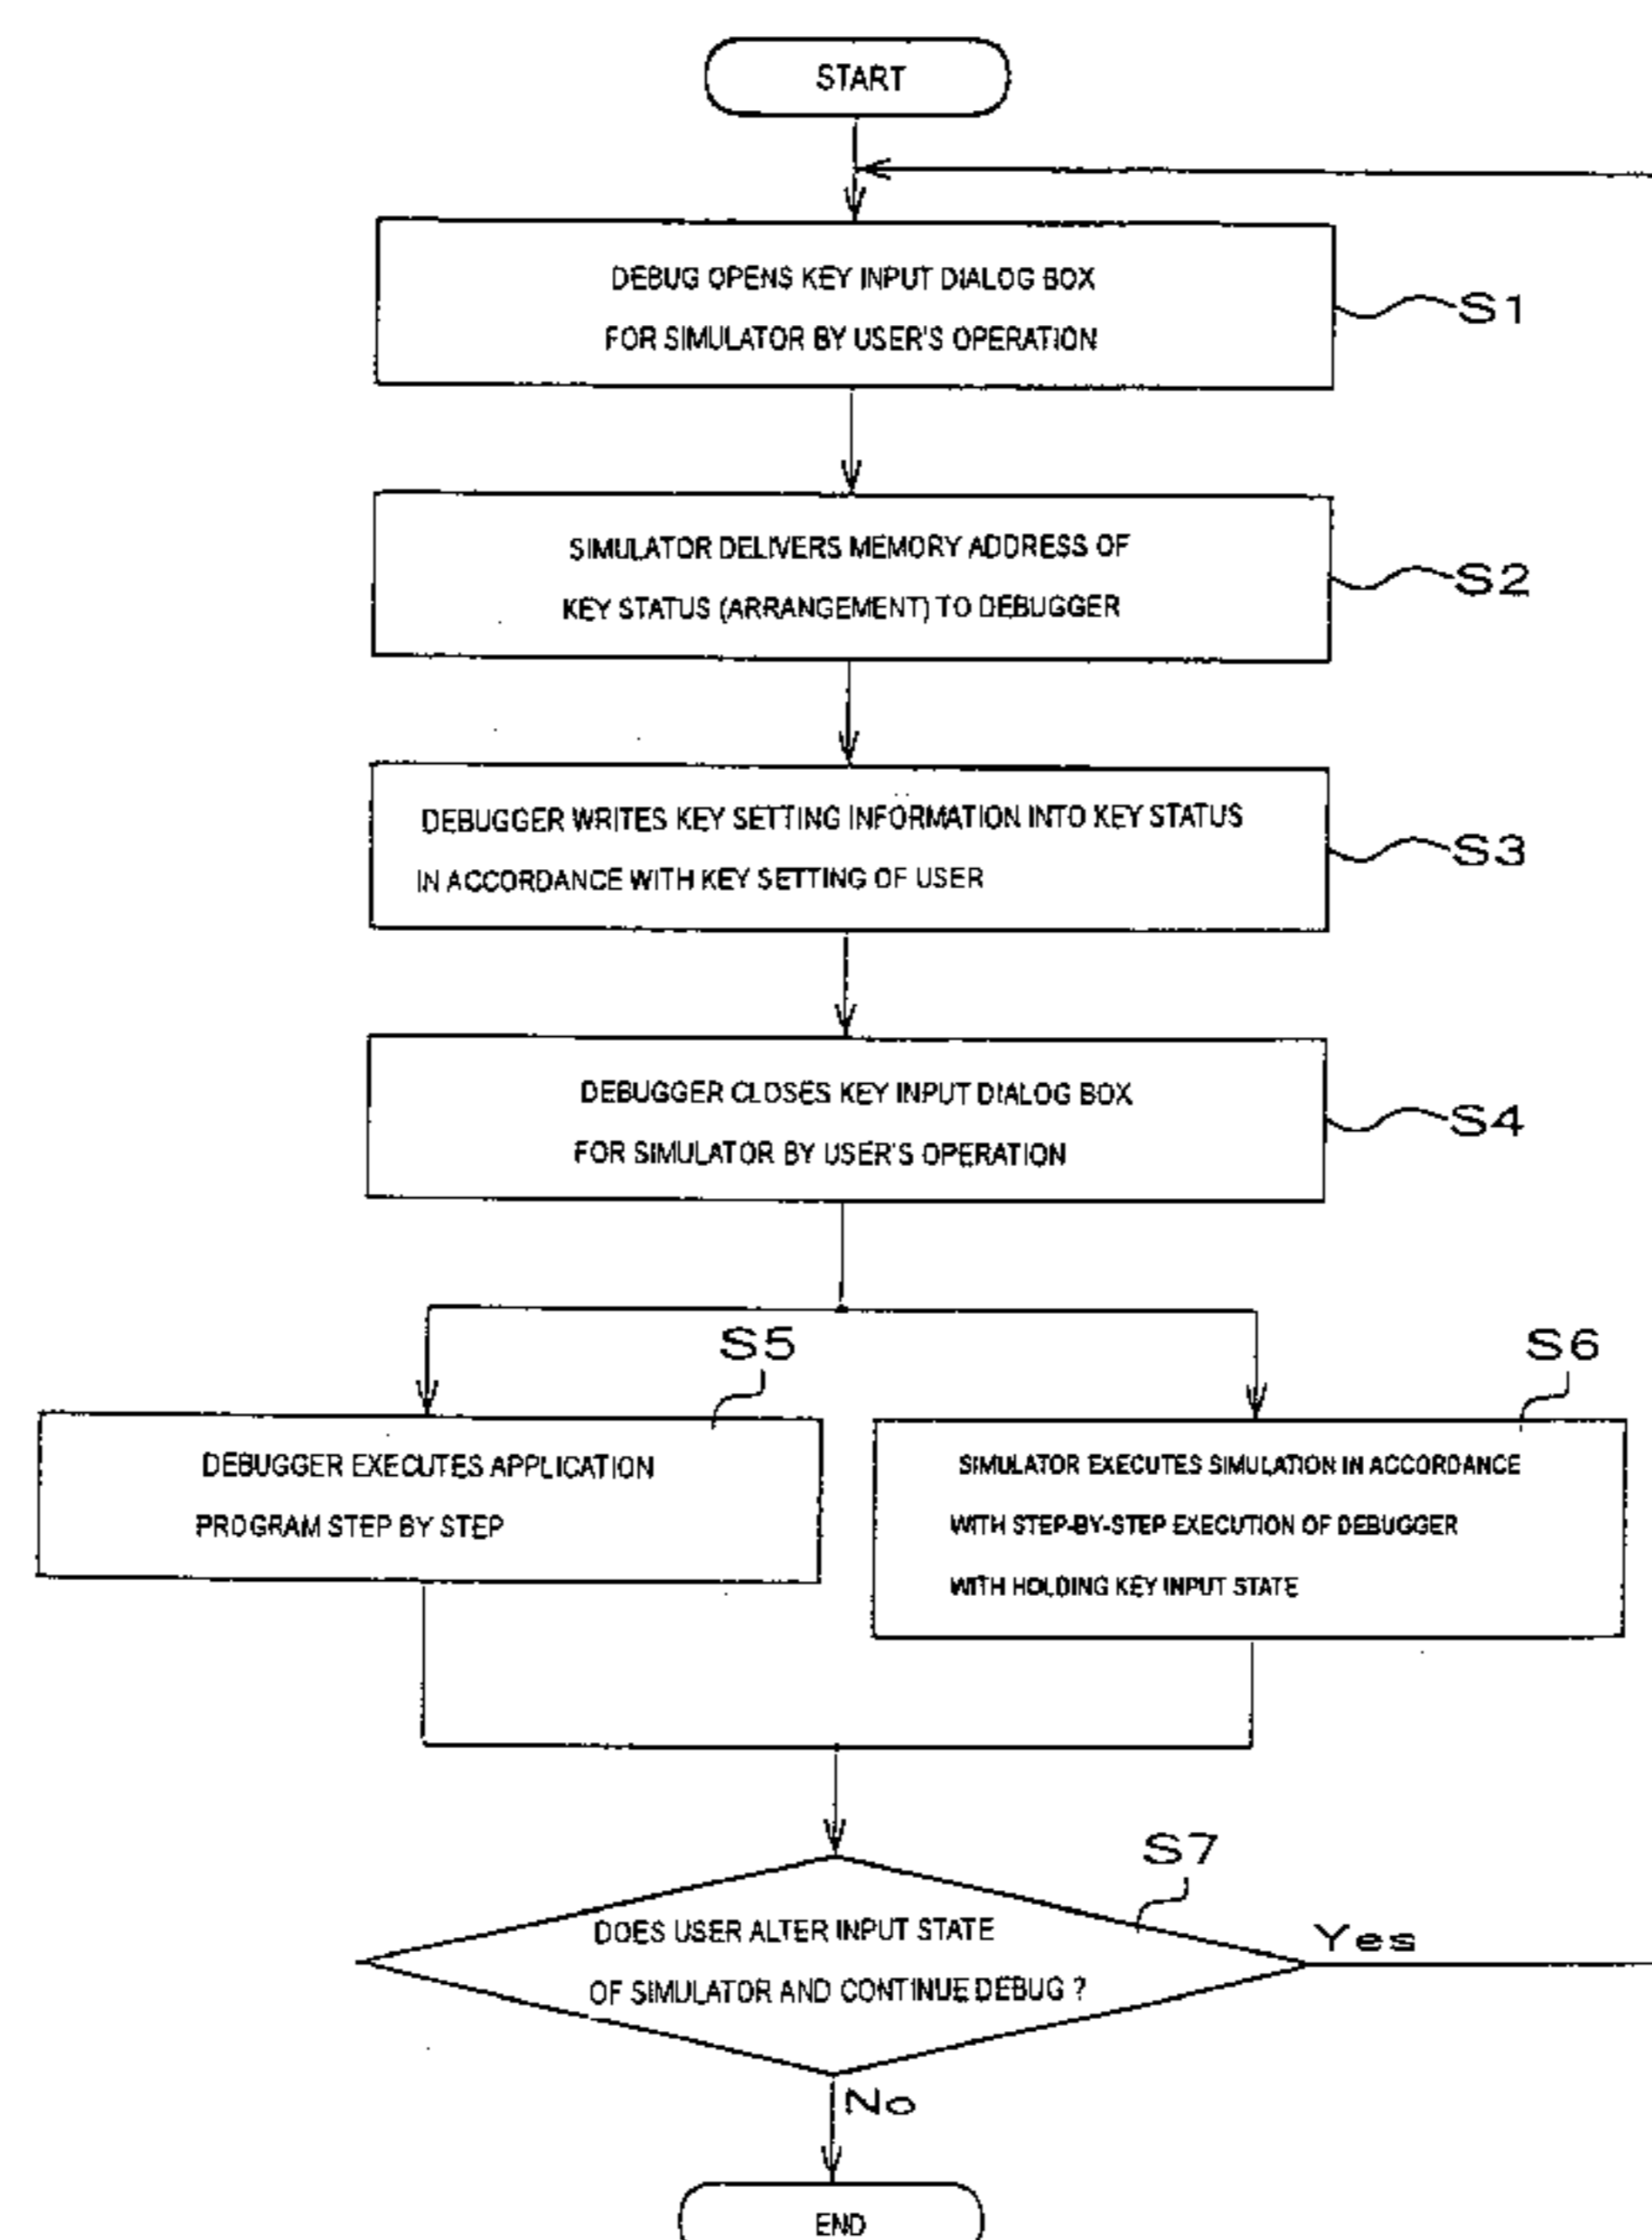 START
DEBUG OPENS KEY INPUT DIALOG BOX
FOR SIMULATOR BY USER'S OPERATION
S1
SIMULATOR DELIVERS MEMORY ADDRESS OF
KEY STATUS (ARRANGEMENT) TO DEBUGGER
S2
DEBUGGER WRITES KEY SETTING INFORMATION INTO KEY STATUS
IN ACCORDANCE WITH KEY SETTING OF USER
S3
DEBUGGER CLOSES KEY INPUT DIALOG BOX
FOR SIMULATOR BY USER'S OPERATION
S4
S5
DEBUGGER EXECUTES APPLICATION
PROGRAM STEP BY STEP
S6
SIMULATOR EXECUTES SIMULATION IN ACCORDANCE
WITH STEP-BY-STEP EXECUTION OF DEBUGGER
WITH HOLDING KEY INPUT STATE
S7
DOES USER ALTER INPUT STATE
OF SIMULATOR AND CONTINUE DEBUG ?
Yes
No
END